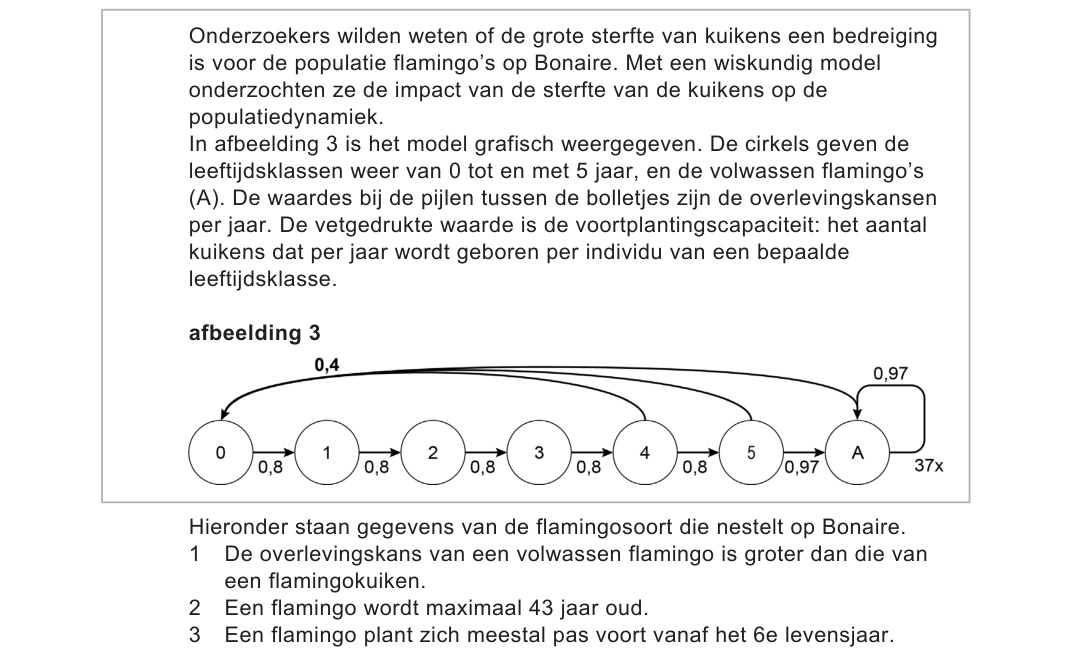 Onderzoekers wilden weten of de grote sterfte van kuikens een bedreiging
is voor de populatie flamingo’s op Bonaire. Met een wiskundig model
onderzochten ze de impact van de sterfte van de kuikens op de
populatiedynamiek.
In afbeelding 3 is het model grafisch weergegeven. De cirkels geven de
leeftijdsklassen weer van 0 tot en met 5 jaar, en de volwassen flamingo’s
(A). De waardes bij de pijlen tussen de bolletjes zijn de overlevingskansen
per jaar. De vetgedrukte waarde is de voortplantingscapaciteit: het aantal
kuikens dat per jaar wordt geboren per individu van een bepaalde
leeftijdsklasse.
afbeelding 3
0,4
0,97
0 1 2 3 4 5 A
0,8 0,8 0,8 0,8 0,8 0,97 37x
Hieronder staan gegevens van de flamingosoort die nestelt op Bonaire.
1 De overlevingskans van een volwassen flamingo is groter dan die van
een flamingokuiken.
2 Een flamingo wordt maximaal 43 jaar oud.
3 Een flamingo plant zich meestal pas voort vanaf het 6e levensjaar.